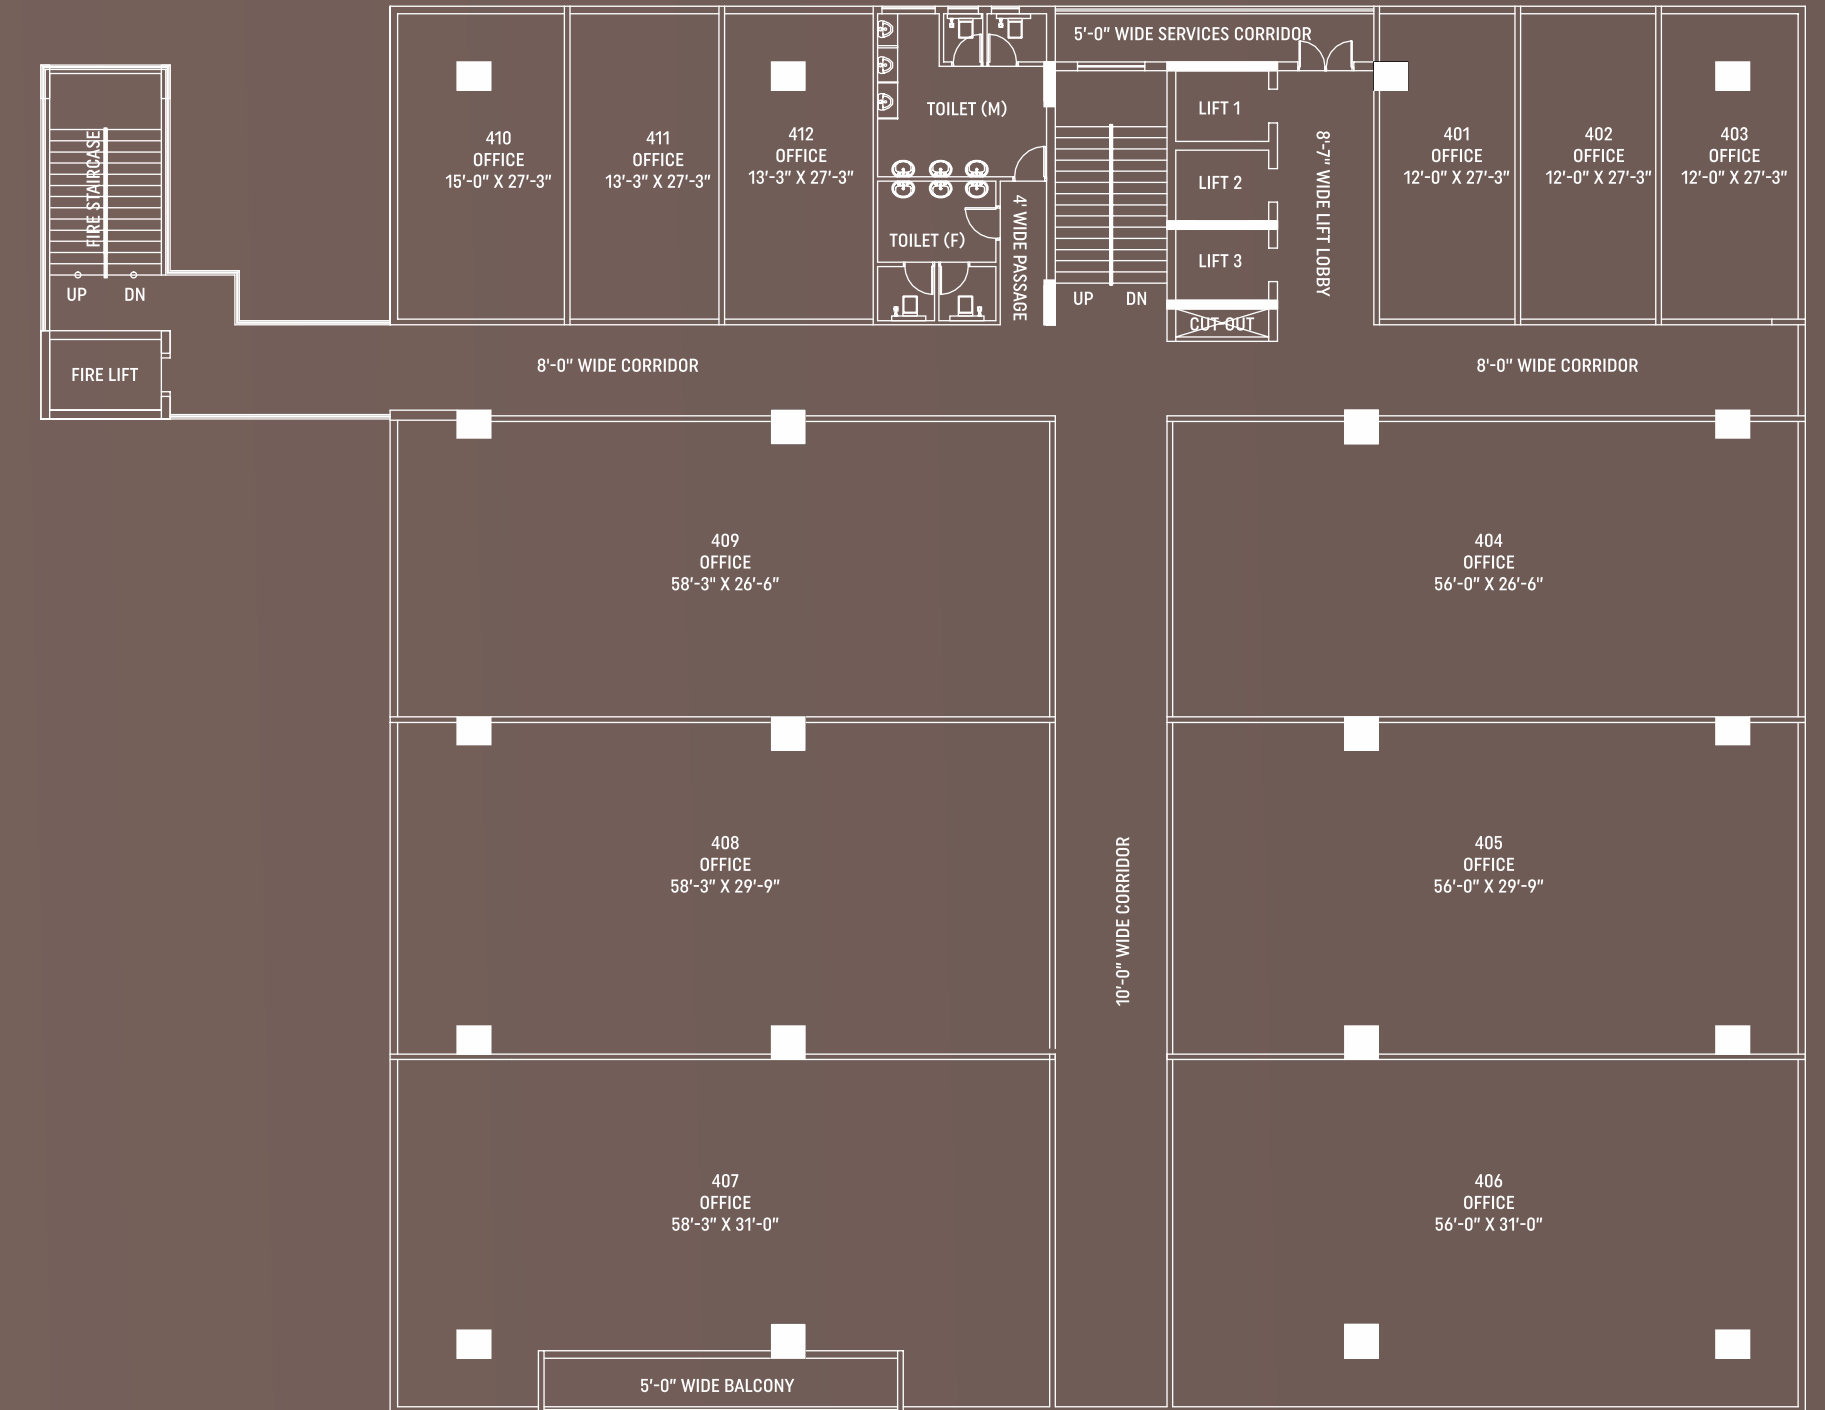 5'-0" WIDE SERVICES CORRIDOR
FIRE STAIRCASE
UP
DN
FIRE LIFT
410
OFFICE
15'-0" X 27'-3"
411
OFFICE
13'-3" X 27'-3"
412
OFFICE
13'-3" X 27'-3"
TOILET (M)
TOILET (F)
4' WIDE PASSAGE
UP
DN
LIFT 1
LIFT 2
LIFT 3
CUT-OUT
8'-7" WIDE LIFT LOBBY
401
OFFICE
12'-0" X 27'-3"
402
OFFICE
12'-0" X 27'-3"
403
OFFICE
12'-0" X 27'-3"
8'-0" WIDE CORRIDOR
8'-0" WIDE CORRIDOR
409
OFFICE
58'-3" X 26'-6"
404
OFFICE
56'-0" X 26'-6"
408
OFFICE
58'-3" X 29'-9"
10'-0" WIDE CORRIDOR
405
OFFICE
56'-0" X 29'-9"
407
OFFICE
58'-3" X 31'-0"
406
OFFICE
56'-0" X 31'-0"
5'-0" WIDE BALCONY